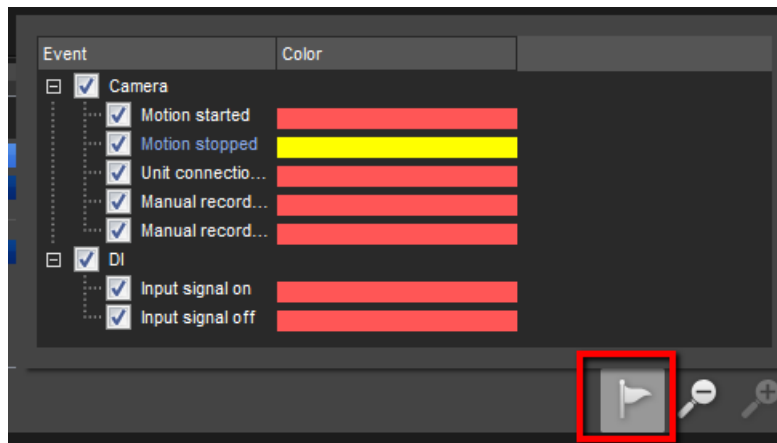 Event Color
Camera
Motion started
Motion stopped
Unit connectio...
Manual record...
Manual record...
DI
Input signal on
Input signal off